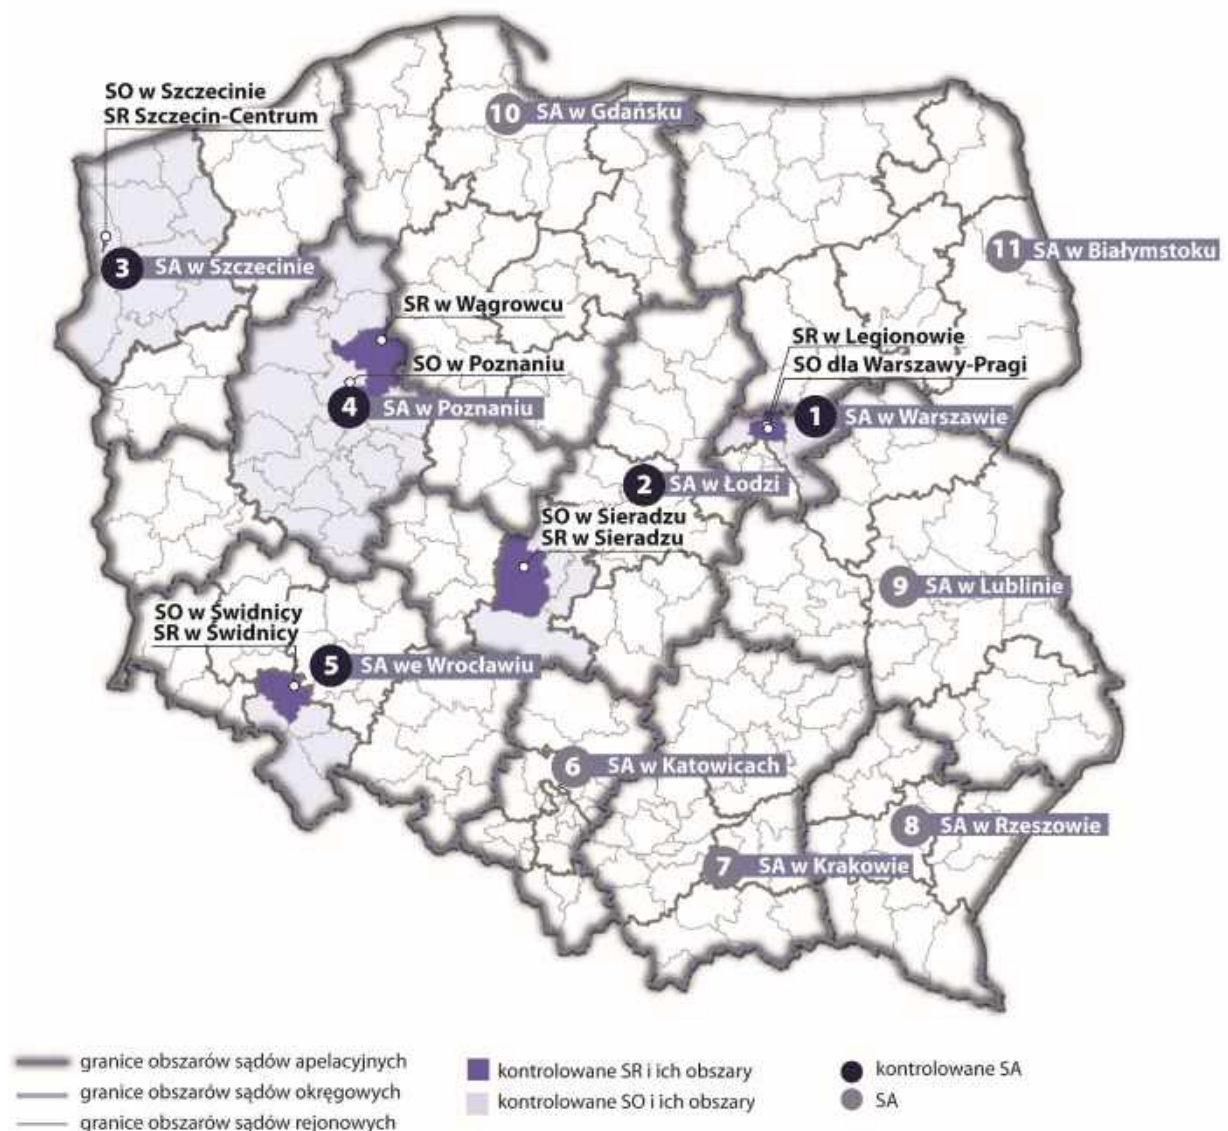 SO w Szczecinie
SR Szczecin-Centrum
10 SA w Gdańsku
11 SA w Białymstoku
3 SA w Szczecinie
SR w Wągrowcu
SO w Poznaniu
4 SA w Poznaniu
SR w Legionowie
SO dla Warszawy-Pragi
1 SA w Warszawie
2 SA w Łodzi
SO w Sieradzu
SR w Sieradzu
9 SA w Lublinie
SO w Świdnicy
SR w Świdnicy
5 SA we Wrocławiu
6 SA w Katowicach
8 SA w Rzeszowie
7 SA w Krakowie
granice obszarów sądów apelacyjnych
granice obszarów sądów okręgowych
granice obszarów sądów rejonowych
kontrolowane SR i ich obszary
kontrolowane SO i ich obszary
kontrolowane SA
SA